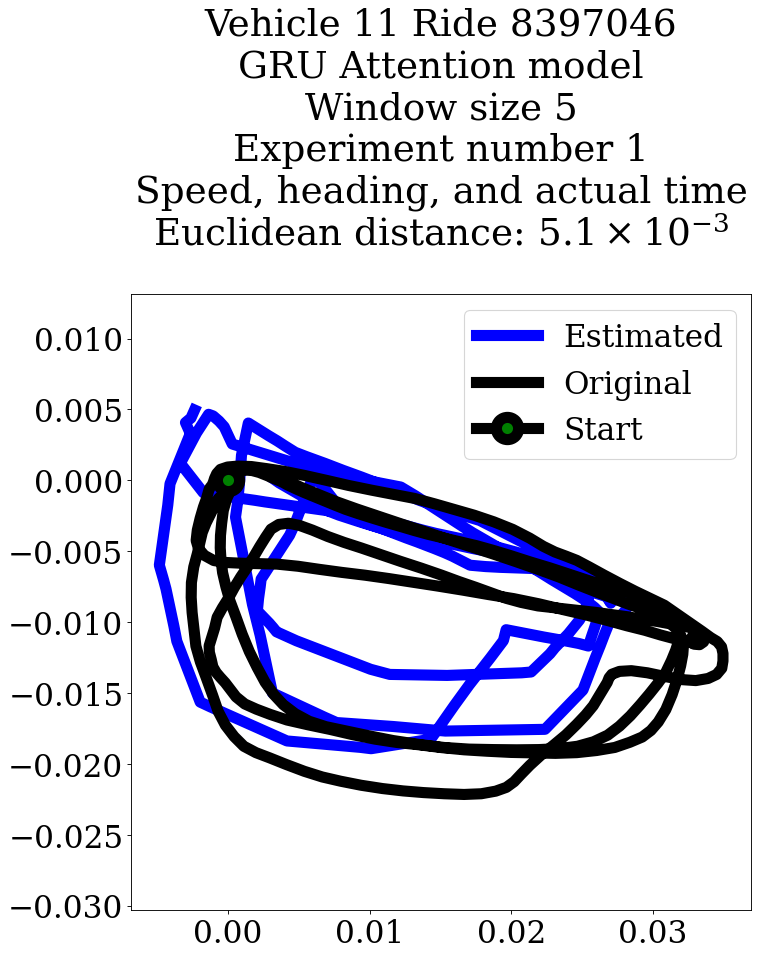 Vehicle 11 Ride 8397046
GRU Attention model
Window size 5
Experiment number 1
Speed, heading, and actual time
Euclidean distance: 5.1 × 10⁻³
Estimated
Original
Start
0.010
0.005
0.000
−0.005
−0.010
−0.015
−0.020
−0.025
−0.030
0.00 0.01 0.02 0.03